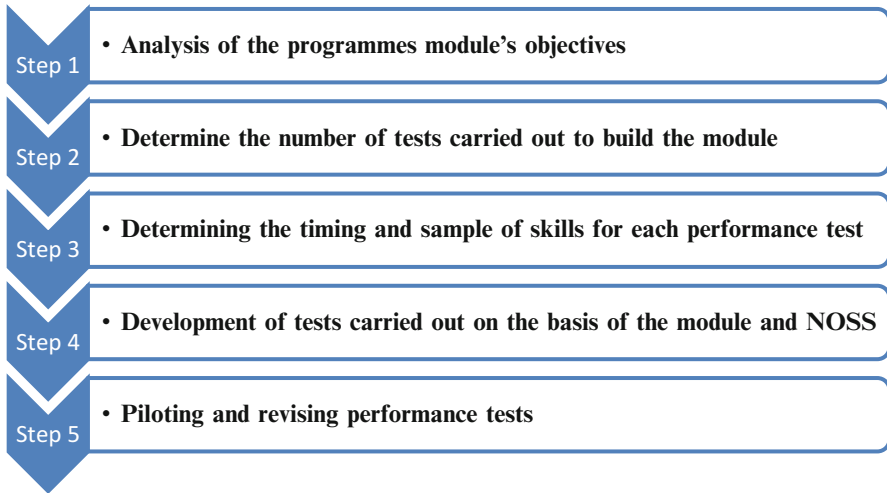 Step 1
• Analysis of the programmes module's objectives
Step 2
• Determine the number of tests carried out to build the module
Step 3
• Determining the timing and sample of skills for each performance test
Step 4
• Development of tests carried out on the basis of the module and NOSS
Step 5
• Piloting and revising performance tests